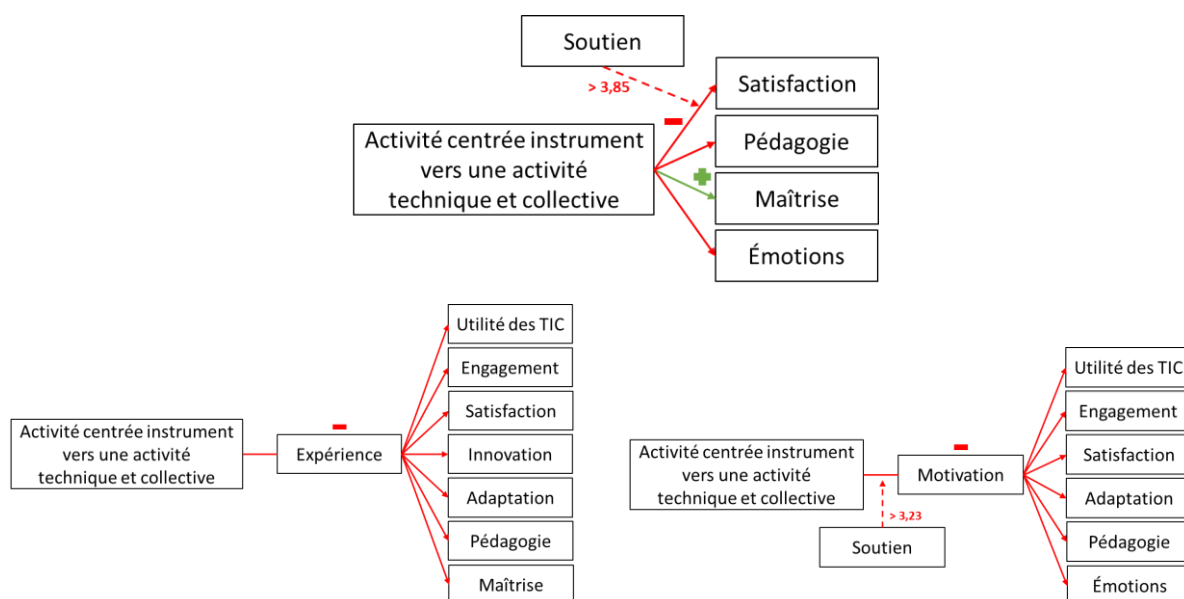 Soutien
> 3,85
Satisfaction
Activité centrée instrument
vers une activité
technique et collective
Pédagogie
Maîtrise
Émotions
Utilité des TIC
Engagement
Satisfaction
Activité centrée instrument
vers une activité
technique et collective
Expérience
Innovation
Adaptation
Pédagogie
Maîtrise
Utilité des TIC
Engagement
Activité centrée instrument
vers une activité
technique et collective
Motivation
Satisfaction
> 3,23
Soutien
Adaptation
Pédagogie
Émotions